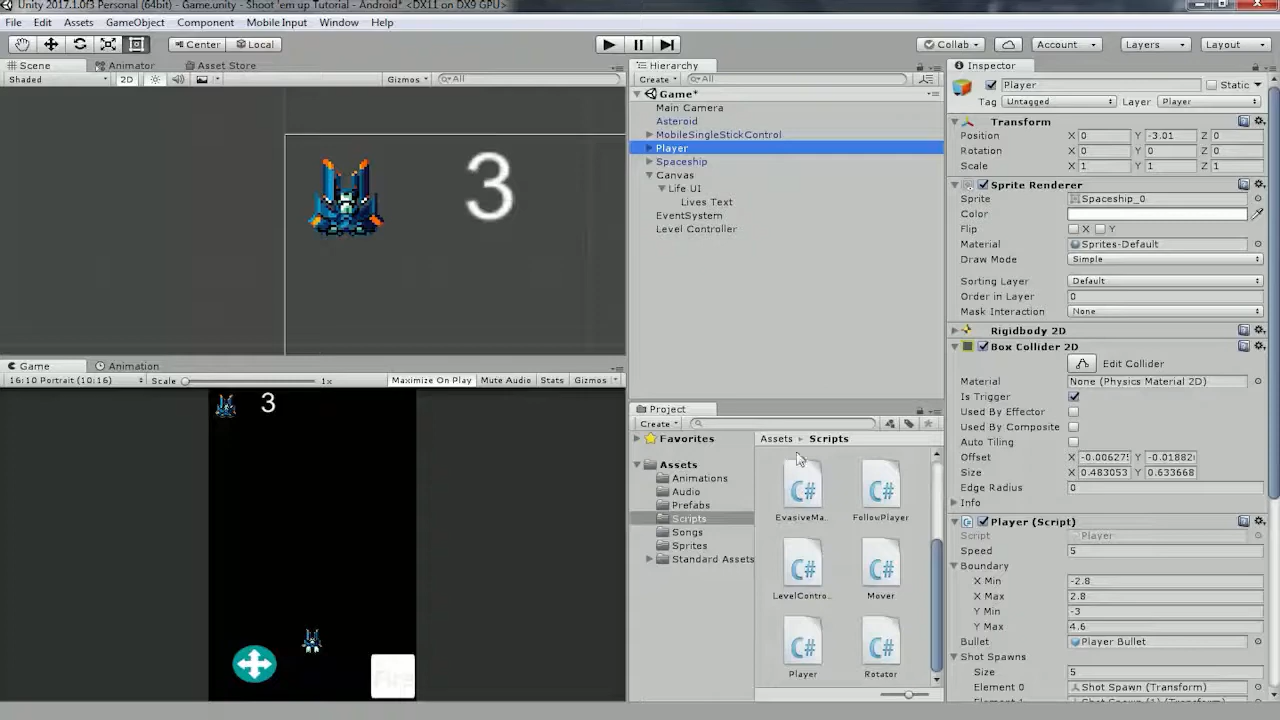 Unity 2017.1.0f3 Personal (64bit) - Game.unity - Shoot 'em up Tutorial - Android* <DX11 on DX9 GPU>
File Edit Assets GameObject Component Mobile Input Window Help
Center Local Collab Account Layers Layout
Scene Animator Asset Store
Shaded 2D Gizmos All
3
Game Animation
16:10 Portrait (10:16) Scale 1x Maximize On Play Mute Audio Stats Gizmos
3
Hierarchy
Create All
Game*
Main Camera
Asteroid
MobileSingleStickControl
Player
Spaceship
Canvas
Life UI
Lives Text
EventSystem
Level Controller
Project
Create
Favorites
Assets
Animations
Audio
Prefabs
Scripts
Songs
Sprites
Standard Assets
Assets Scripts
EvasiveMa... FollowPlayer
LevelContro... Mover
Player Rotator
Inspector
Player Static
Tag Untagged Layer Player
Transform
Position X 0 Y -3.01 Z 0
Rotation X 0 Y 0 Z 0
Scale X 1 Y 1 Z 1
Sprite Renderer
Sprite Spaceship_0
Color
Flip X Y
Material Sprites-Default
Draw Mode Simple
Sorting Layer Default
Order in Layer 0
Mask Interaction None
Rigidbody 2D
Box Collider 2D
Edit Collider
Material None (Physics Material 2D)
Is Trigger
Used By Effector
Used By Composite
Auto Tiling
Offset X -0.00627 Y -0.01882
Size X 0.483053 Y 0.633668
Edge Radius 0
Info
Player (Script)
Script Player
Speed 5
Boundary
X Min -2.8
X Max 2.8
Y Min -3
Y Max 4.6
Bullet Player Bullet
Shot Spawns
Size 5
Element 0 Shot Spawn (Transform)
Element 1 Shot Spawn (1) (Transform)